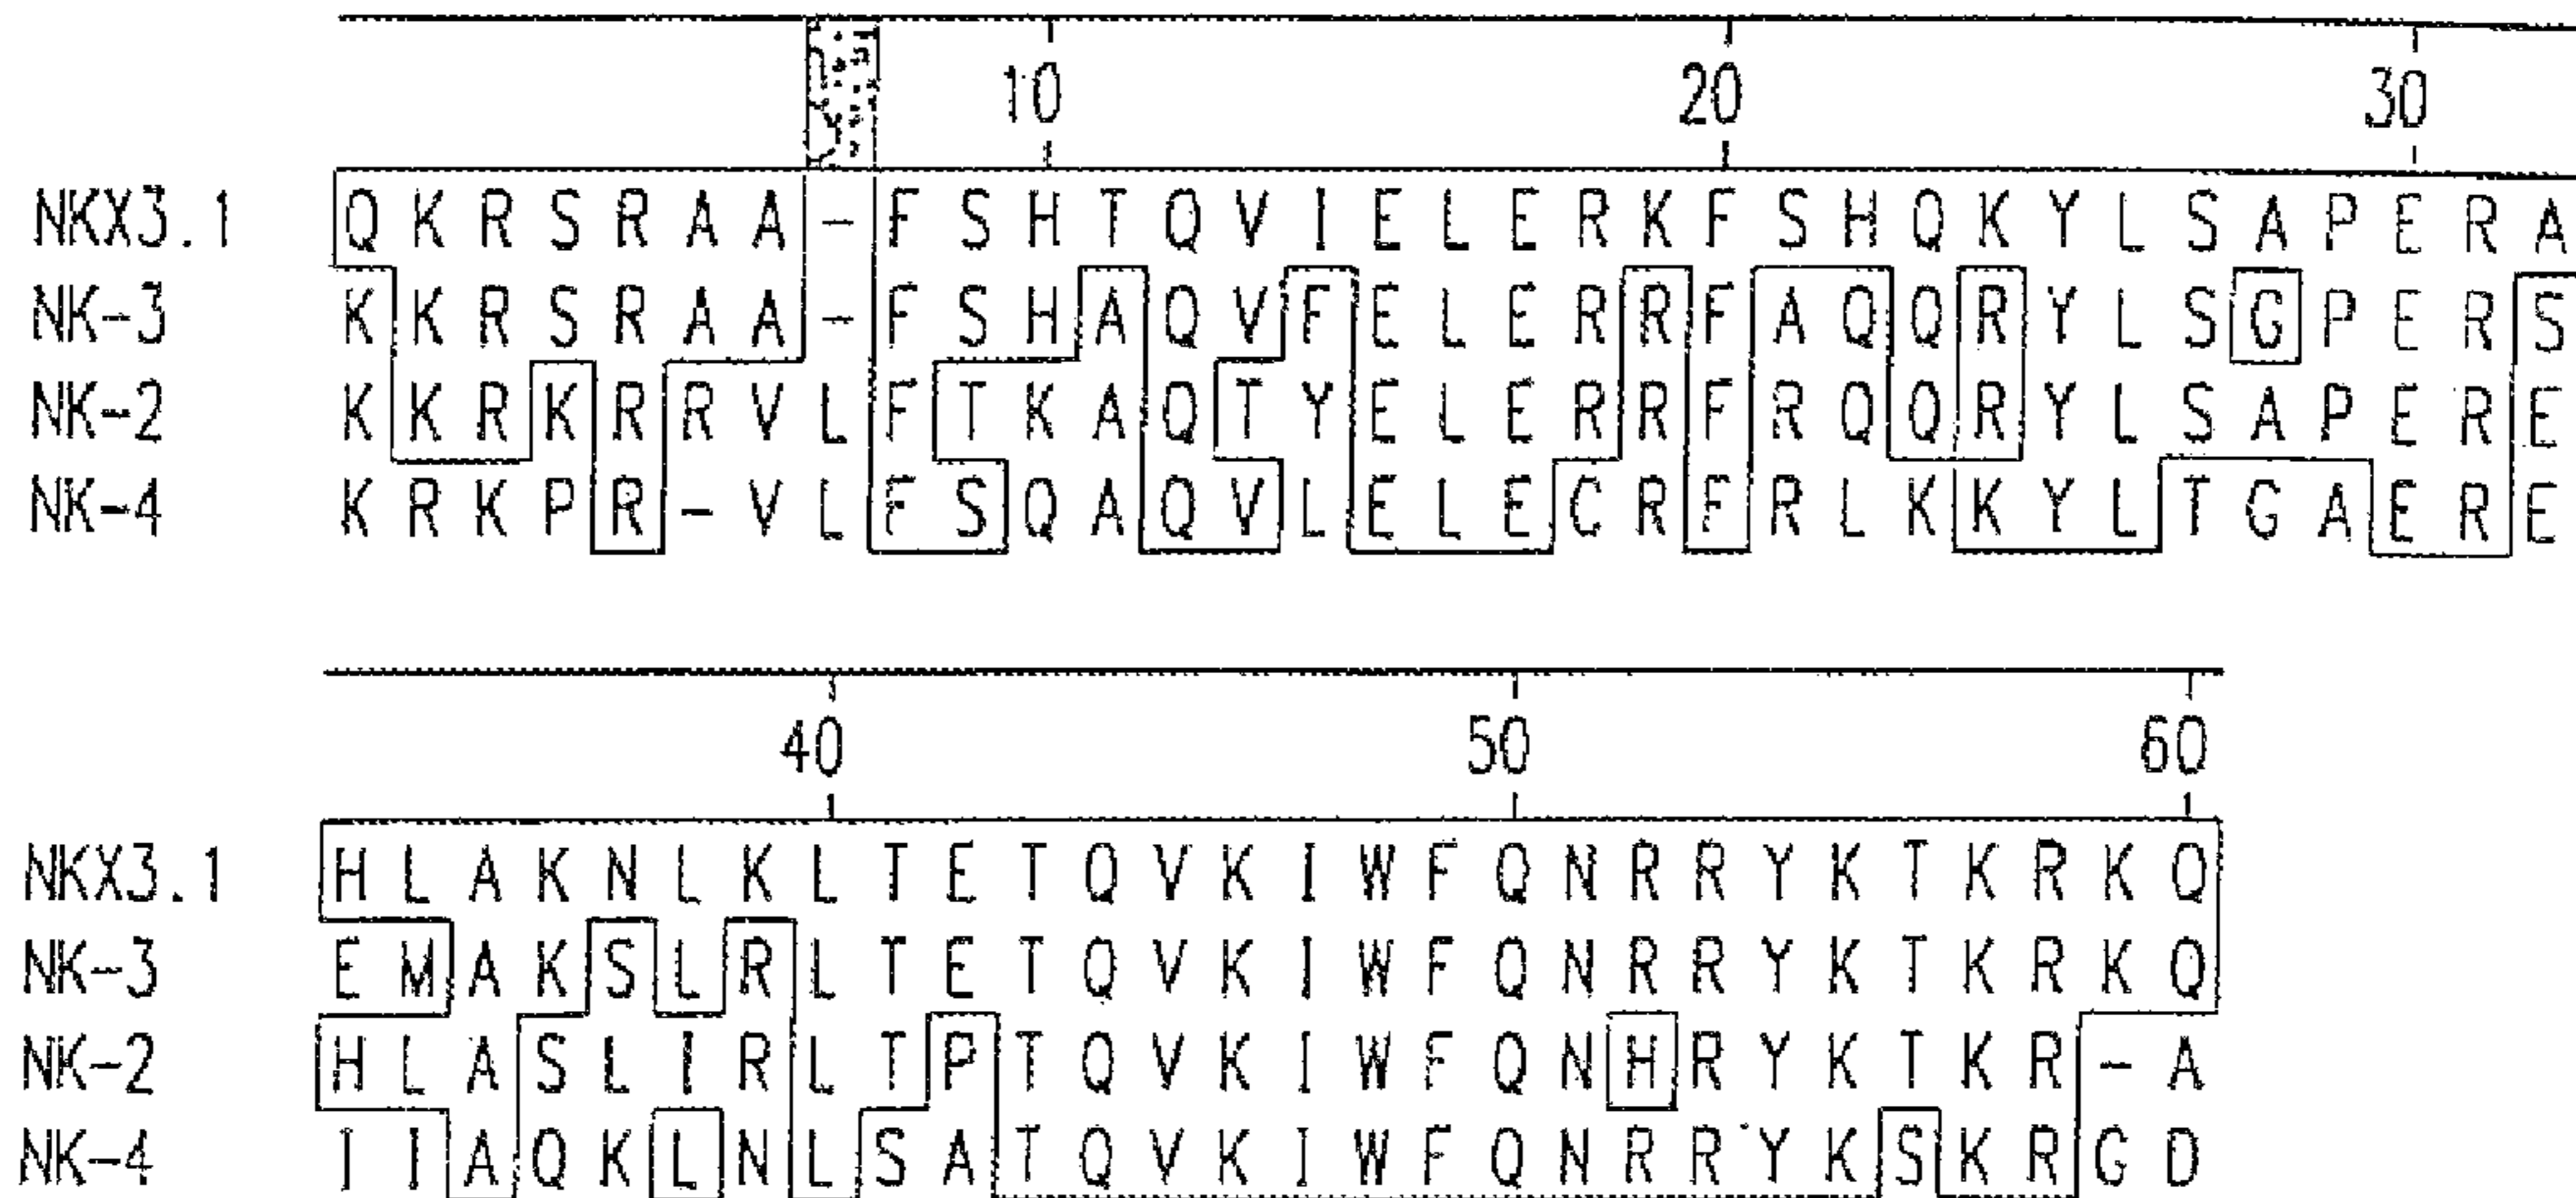 10 20 30
NKX3.1 Q K R S R A A - F S H T Q V I E L E R K F S H Q K Y L S A P E R A
NK-3 K K R S R A A - F S H A Q V F E L E R R F A Q Q R Y L S G P E R S
NK-2 K K R K R R V L F T K A Q T Y E L E R R F R Q Q R Y L S A P E R E
NK-4 K R K P R - V L F S Q A Q V L E L E C R F R L K K Y L T G A E R E
40 50 60
NKX3.1 H L A K N L K L T E T Q V K I W F Q N R R Y K T K R K Q
NK-3 E M A K S L R L T E T Q V K I W F Q N R R Y K T K R K Q
NK-2 H L A S L I R L T P T Q V K I W F Q N H R Y K T K R - A
NK-4 I I A Q K L N L S A T Q V K I W F Q N R R Y K S K R G D